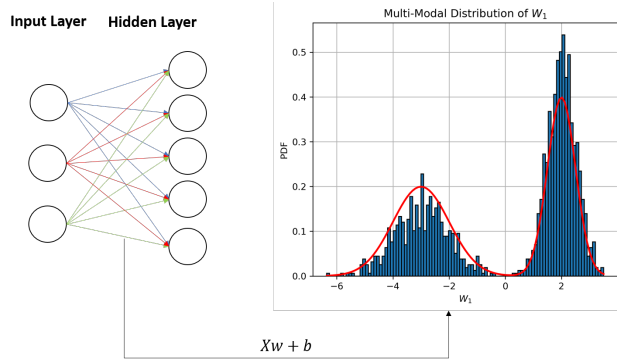 Input Layer
Hidden Layer
Multi-Modal Distribution of W₁
PDF
0.5
0.4
0.3
0.2
0.1
0.0
−6
−4
−2
0
2
4
W₁
Xw + b